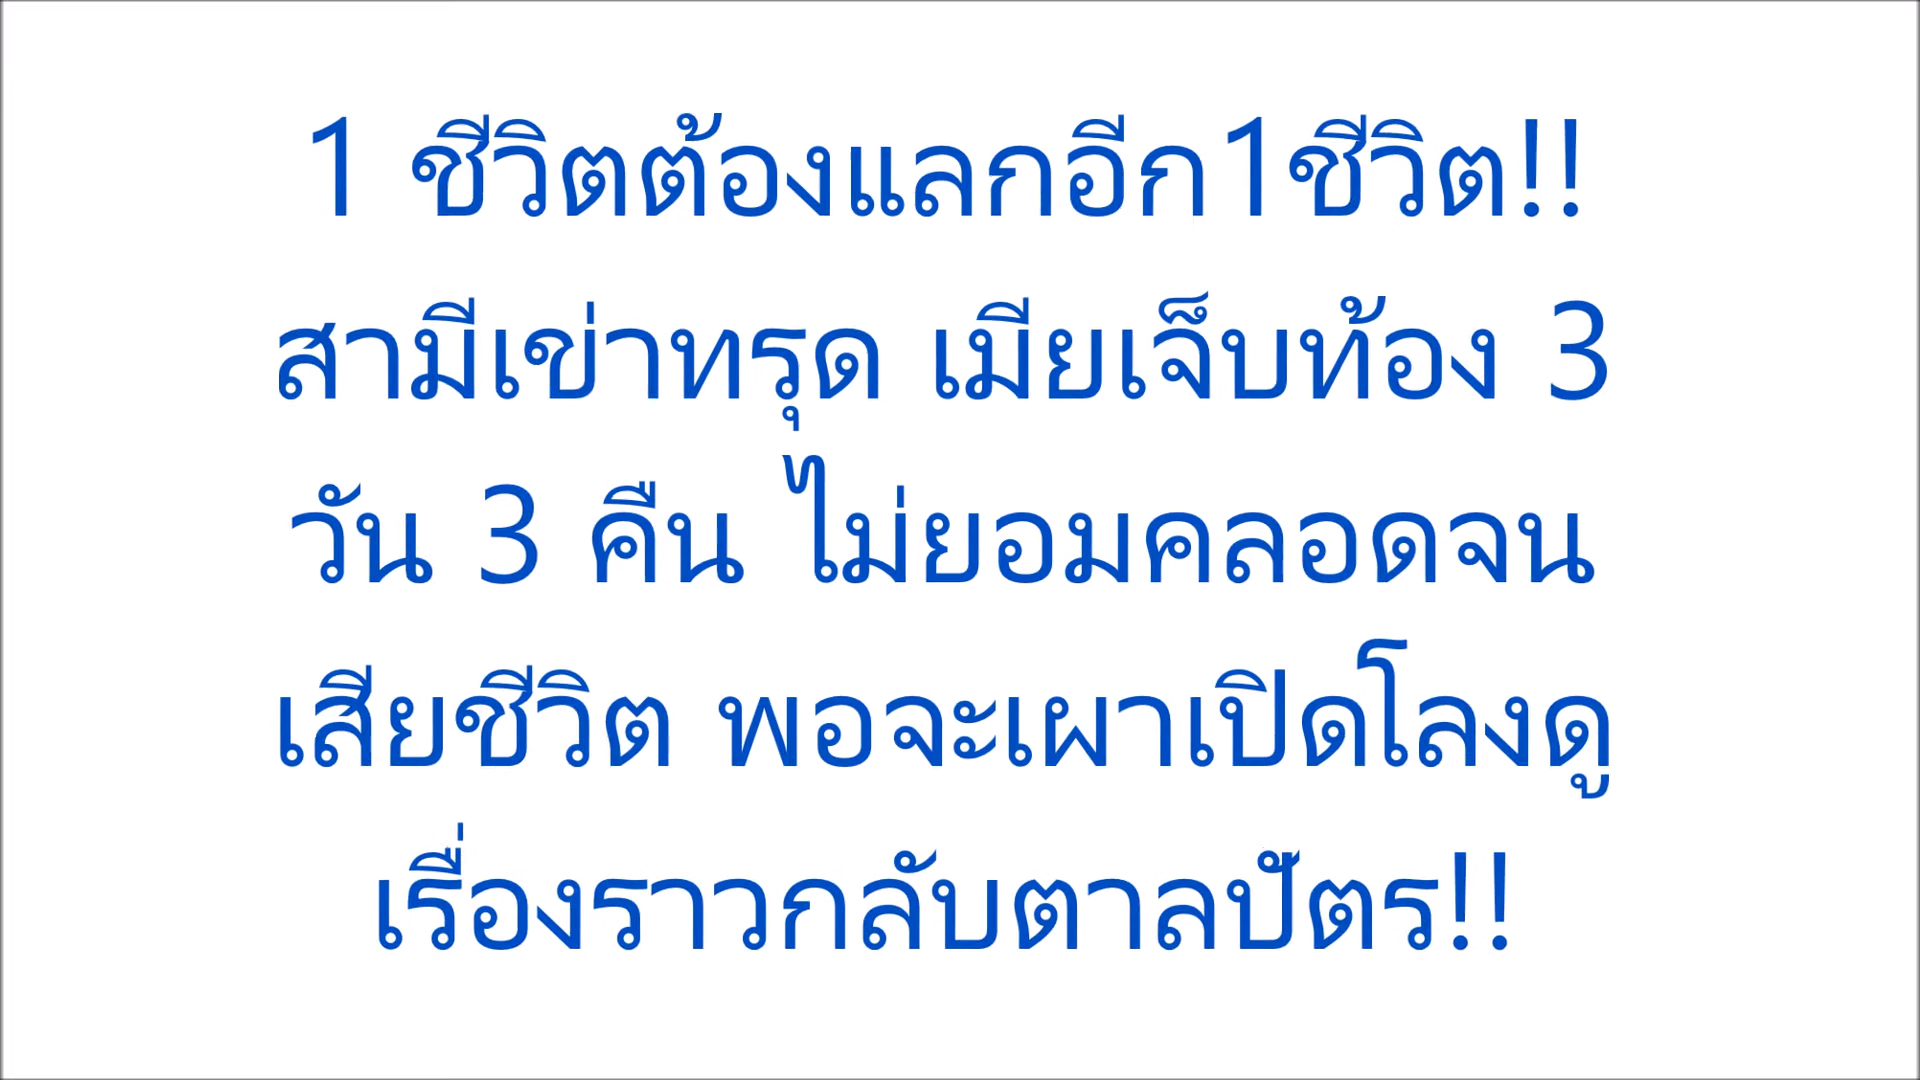 1 ชีวิตต้องแลกอีก1ชีวิต!!
สามีเข่าทรุด เมียเจ็บท้อง 3
วัน 3 คืน ไม่ยอมคลอดจน
เสียชีวิต พอจะเผาเปิดโลงดู
เรื่องราวกลับตาลปัตร!!